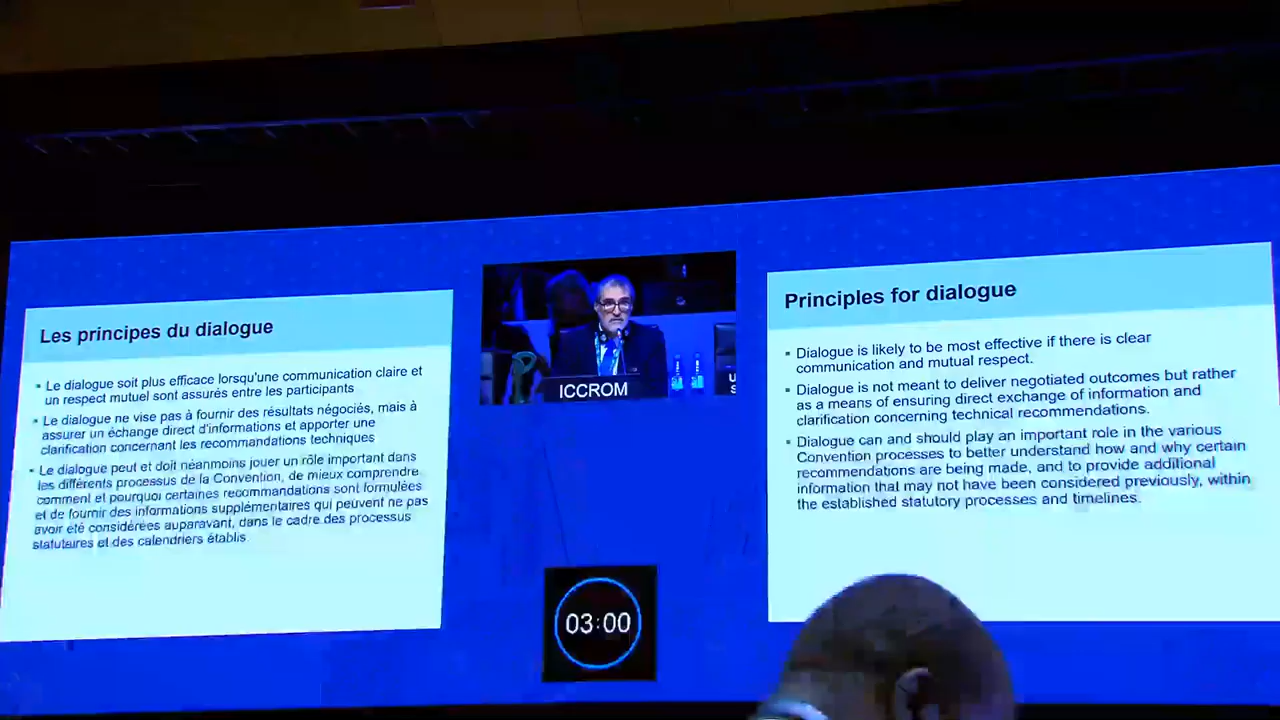 Les principes du dialogue
▪ Le dialogue soit plus efficace lorsqu'une communication claire et
un respect mutuel sont assurés entre les participants
▪ Le dialogue ne vise pas à fournir des résultats négociés, mais à
assurer un échange direct d'informations et apporter une
clarification concernant les recommandations techniques
▪ Le dialogue peut et doit néanmoins jouer un rôle important dans
les différents processus de la Convention, de mieux comprendre
comment et pourquoi certaines recommandations sont formulées
et de fournir des informations supplémentaires qui peuvent ne pas
avoir été considérées auparavant, dans le cadre des processus
statutaires et des calendriers établis
ICCROM
U
S
03:00
Principles for dialogue
▪ Dialogue is likely to be most effective if there is clear
communication and mutual respect.
▪ Dialogue is not meant to deliver negotiated outcomes but rather
as a means of ensuring direct exchange of information and
clarification concerning technical recommendations.
▪ Dialogue can and should play an important role in the various
Convention processes to better understand how and why certain
recommendations are being made, and to provide additional
information that may not have been considered previously, within
the established statutory processes and timelines.